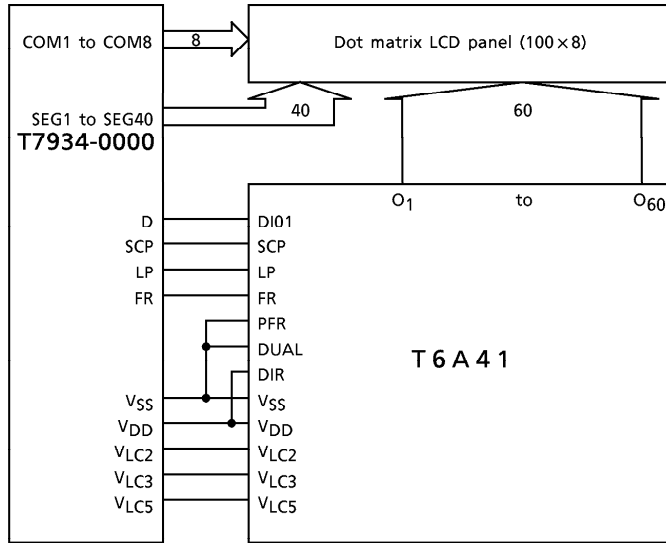 COM1 to COM8
8
Dot matrix LCD panel (100×8)
SEG1 to SEG40
40
60
T7934-0000
O1 to O60
D
DI01
SCP
SCP
LP
LP
FR
FR
PFR
DUAL
DIR
T6A41
VSS
VSS
VDD
VDD
VLC2
VLC2
VLC3
VLC3
VLC5
VLC5